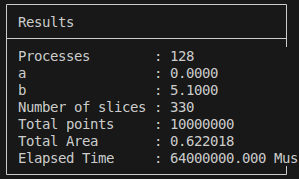 Results
Processes : 128
a : 0.0000
b : 5.1000
Number of slices : 330
Total points : 10000000
Total Area : 0.622018
Elapsed Time : 64000000.000 Mus